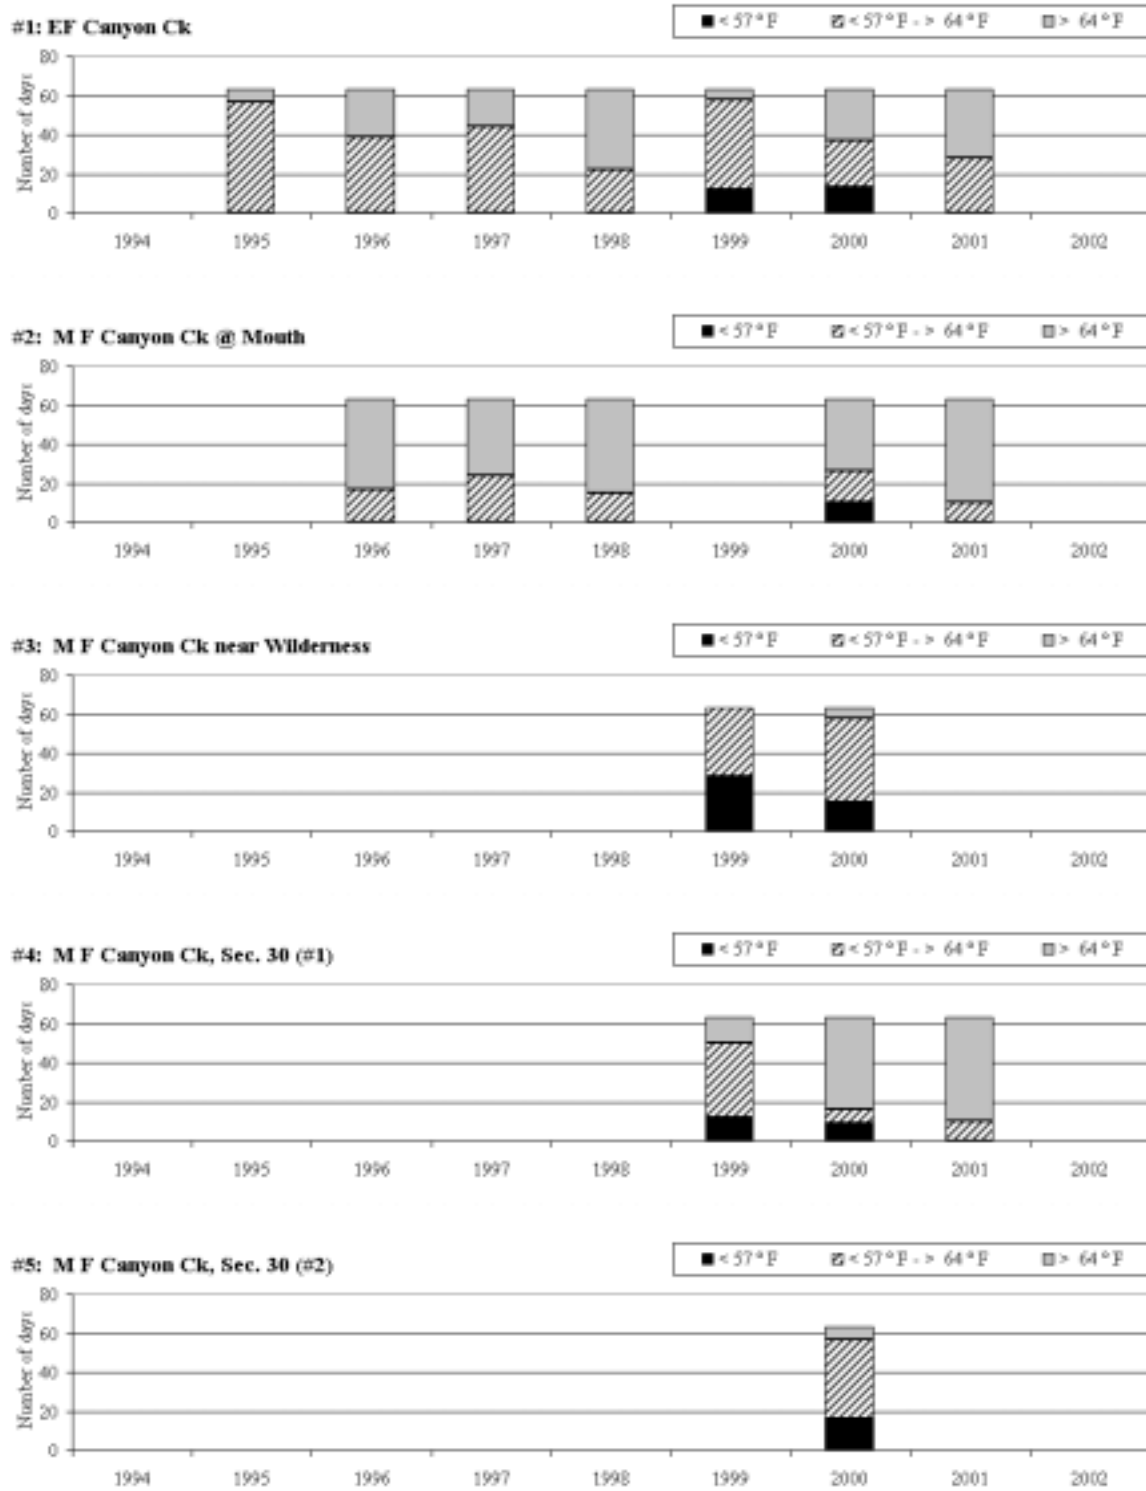 #1: EF Canyon Ck
< 57 ° F < 57 ° F - > 64 ° F > 64 ° F
Number of days
80
60
40
20
0
1994 1995 1996 1997 1998 1999 2000 2001 2002
#2: M F Canyon Ck @ Mouth
< 57 ° F < 57 ° F - > 64 ° F > 64 ° F
Number of days
80
60
40
20
0
1994 1995 1996 1997 1998 1999 2000 2001 2002
#3: M F Canyon Ck near Wilderness
< 57 ° F < 57 ° F - > 64 ° F > 64 ° F
Number of days
80
60
40
20
0
1994 1995 1996 1997 1998 1999 2000 2001 2002
#4: M F Canyon Ck, Sec. 30 (#1)
< 57 ° F < 57 ° F - > 64 ° F > 64 ° F
Number of days
80
60
40
20
0
1994 1995 1996 1997 1998 1999 2000 2001 2002
#5: M F Canyon Ck, Sec. 30 (#2)
< 57 ° F < 57 ° F - > 64 ° F > 64 ° F
Number of days
80
60
40
20
0
1994 1995 1996 1997 1998 1999 2000 2001 2002